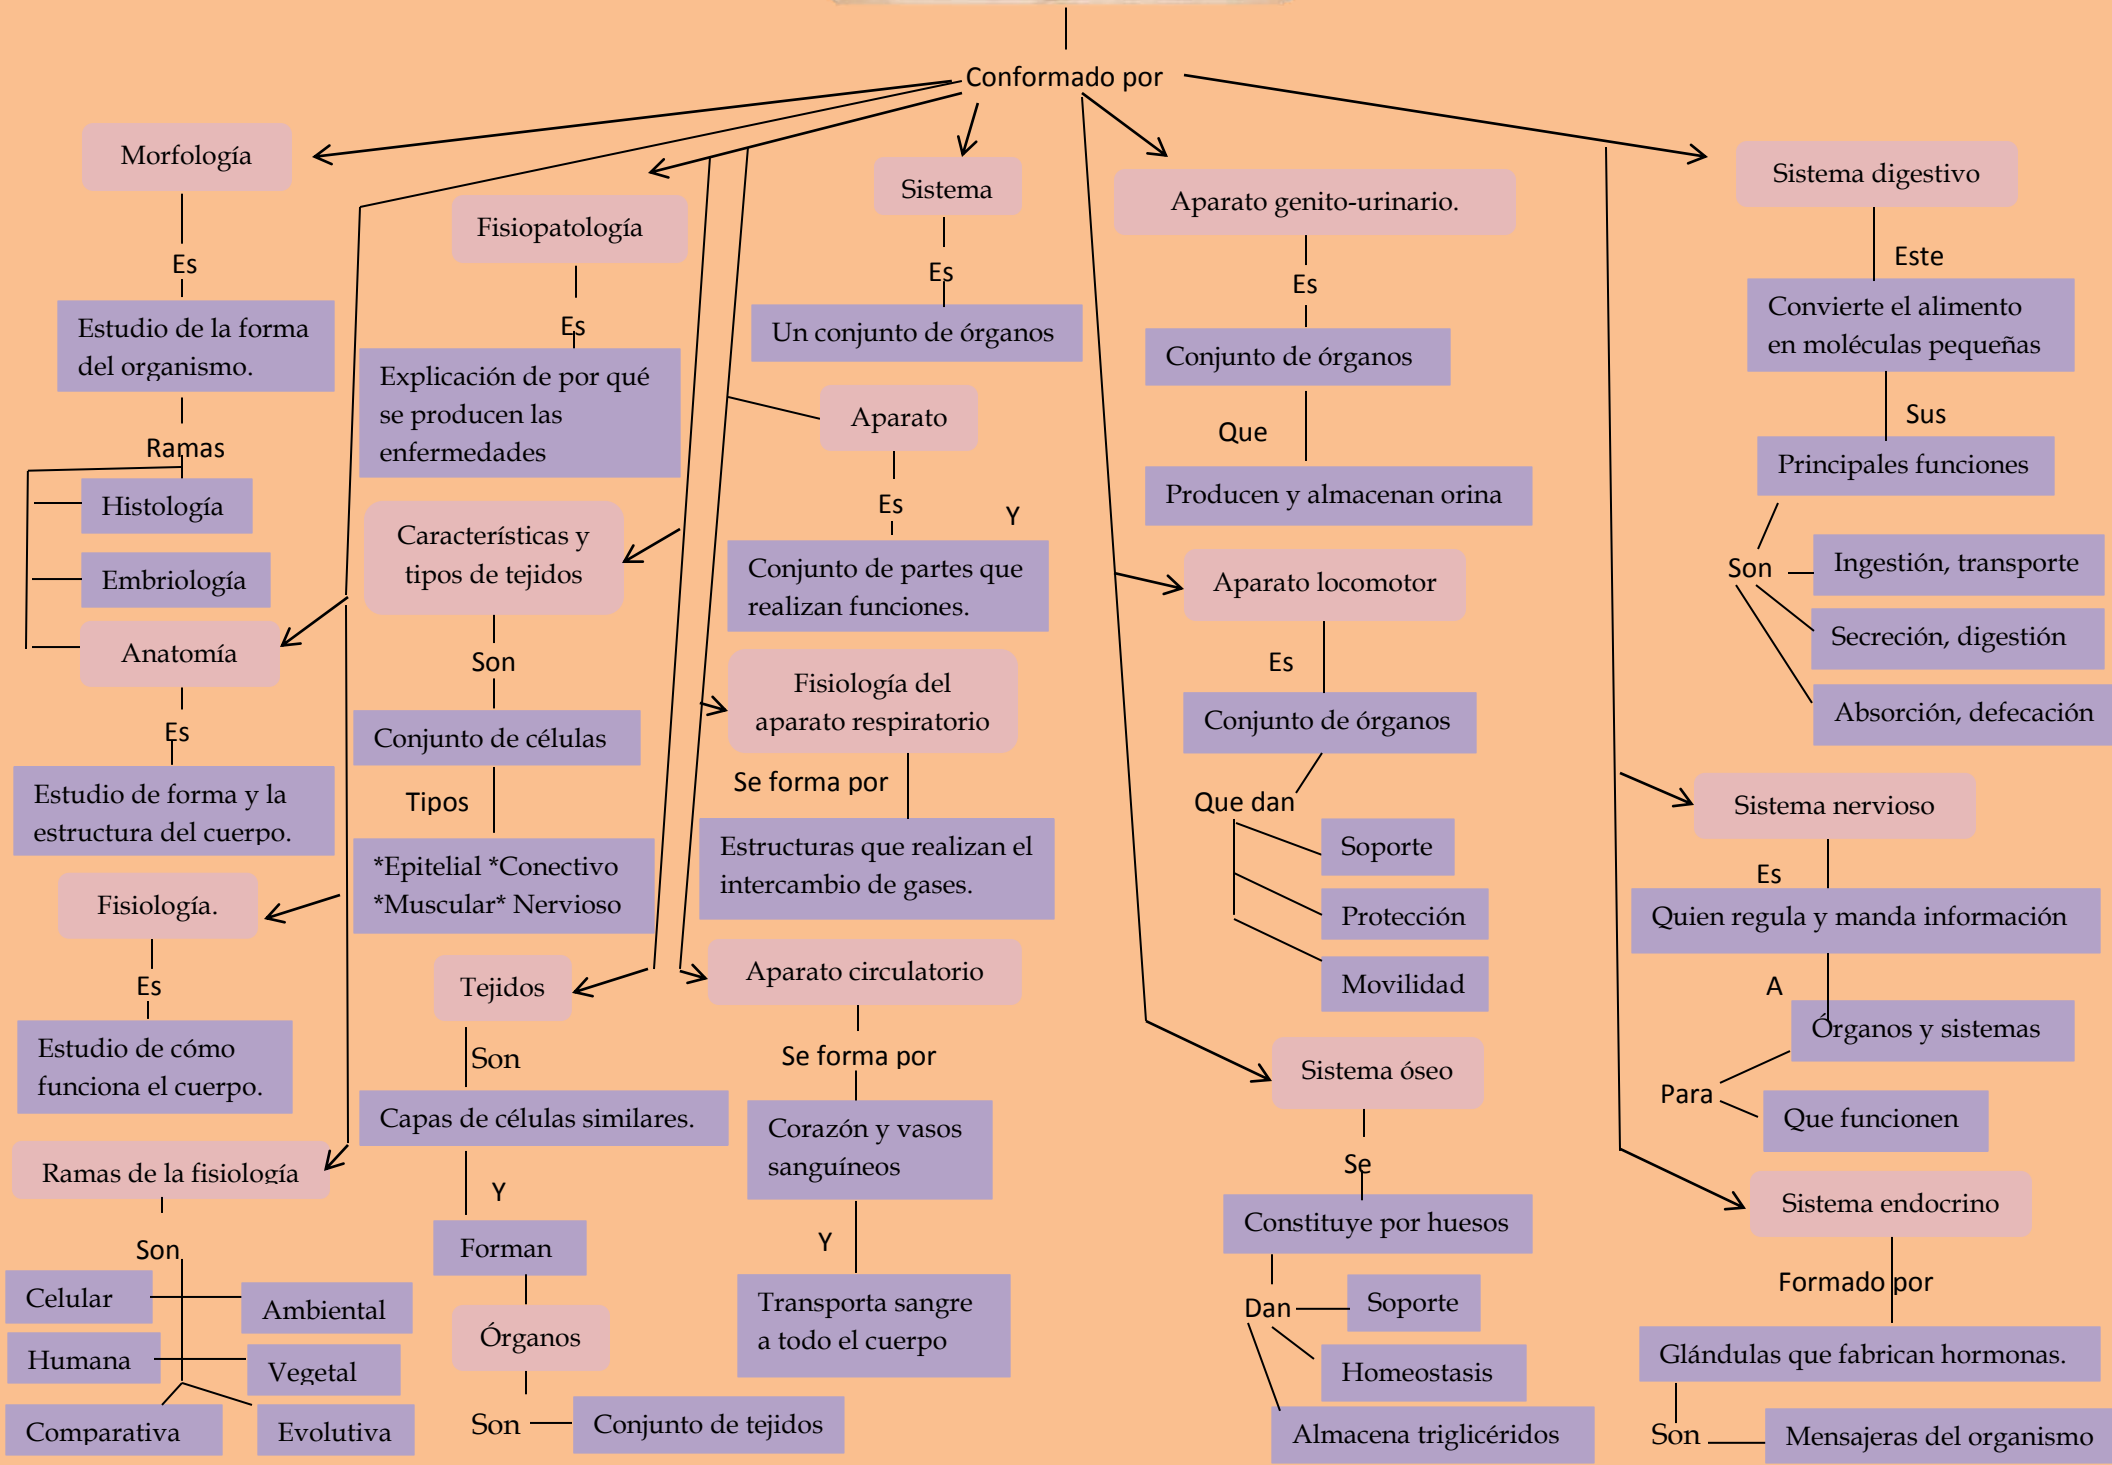 Conformado por
Morfología
Es
Estudio de la forma
del organismo.
Ramas
Histología
Embriología
Anatomía
Es
Estudio de forma y la
estructura del cuerpo.
Fisiología.
Es
Estudio de cómo
funciona el cuerpo.
Ramas de la fisiología
Son
Celular
Ambiental
Humana
Vegetal
Comparativa
Evolutiva
Fisiopatología
Es
Explicación de por qué
se producen las
enfermedades
Características y
tipos de tejidos
Son
Conjunto de células
Tipos
*Epitelial *Conectivo
*Muscular* Nervioso
Tejidos
Son
Capas de células similares.
Y
Forman
Órganos
Son
Conjunto de tejidos
Sistema
Es
Un conjunto de órganos
Aparato
Es
Y
Conjunto de partes que
realizan funciones.
Fisiología del
aparato respiratorio
Se forma por
Estructuras que realizan el
intercambio de gases.
Aparato circulatorio
Se forma por
Corazón y vasos
sanguíneos
Y
Transporta sangre
a todo el cuerpo
Aparato genito-urinario.
Es
Conjunto de órganos
Que
Producen y almacenan orina
Aparato locomotor
Es
Conjunto de órganos
Que dan
Soporte
Protección
Movilidad
Sistema óseo
Se
Constituye por huesos
Dan
Soporte
Homeostasis
Almacena triglicéridos
Sistema digestivo
Este
Convierte el alimento
en moléculas pequeñas
Sus
Principales funciones
Son
Ingestión, transporte
Secreción, digestión
Absorción, defecación
Sistema nervioso
Es
Quien regula y manda información
A
Órganos y sistemas
Para
Que funcionen
Sistema endocrino
Formado por
Glándulas que fabrican hormonas.
Son
Mensajeras del organismo